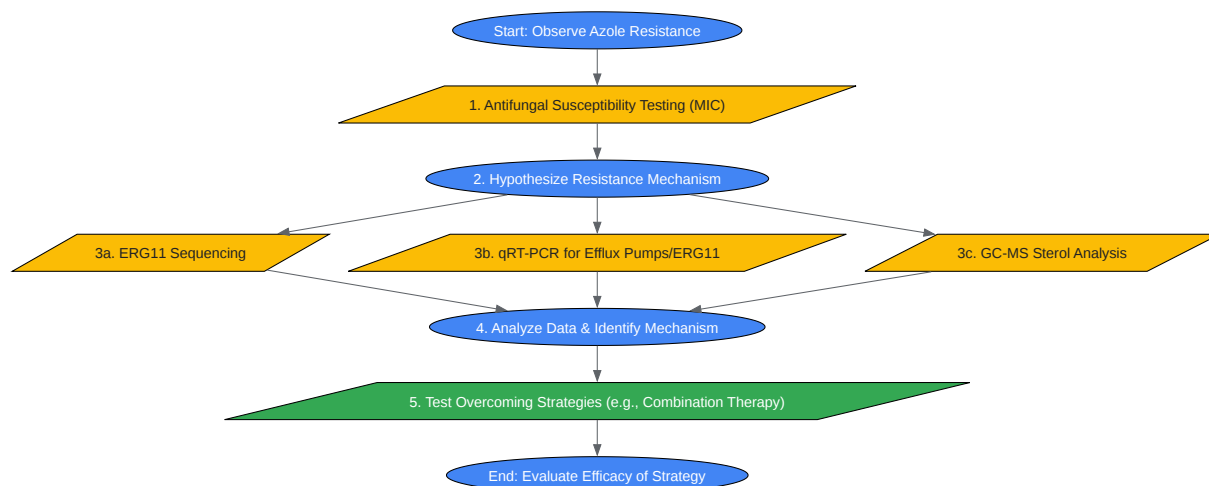 Start: Observe Azole Resistance
1. Antifungal Susceptibility Testing (MIC)
2. Hypothesize Resistance Mechanism
3a. ERG11 Sequencing
3b. qRT-PCR for Efflux Pumps/ERG11
3c. GC-MS Sterol Analysis
4. Analyze Data & Identify Mechanism
5. Test Overcoming Strategies (e.g., Combination Therapy)
End: Evaluate Efficacy of Strategy